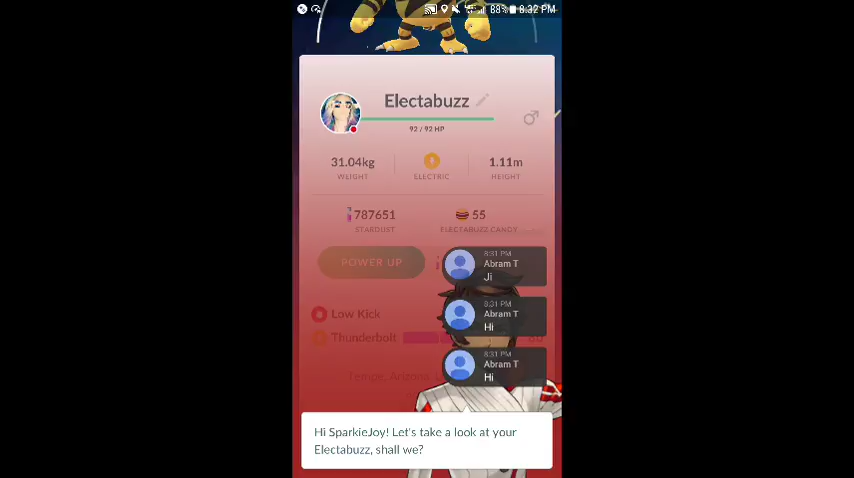 88% 8:32 PM
Electabuzz
92 / 92 HP
31.04kg
WEIGHT
ELECTRIC
1.11m
HEIGHT
787651
STARDUST
55
ELECTABUZZ CANDY
POWER UP
8:31 PM
Abram T
Ji
8:31 PM
Abram T
Hi
8:31 PM
Abram T
Hi
Low Kick
Thunderbolt
Tempe, Arizona
Hi SparkieJoy! Let's take a look at your
Electabuzz, shall we?